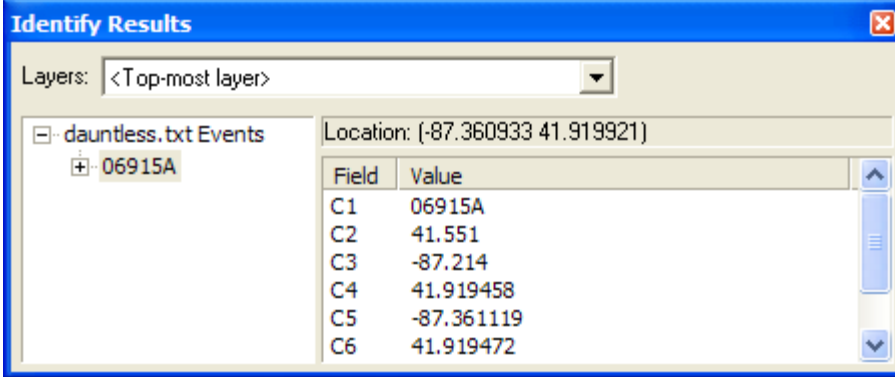 Identify Results
Layers: <Top-most layer>
dauntless.txt Events
06915A
Location: (-87.360933 41.919921)
Field Value
C1 06915A
C2 41.551
C3 -87.214
C4 41.919458
C5 -87.361119
C6 41.919472